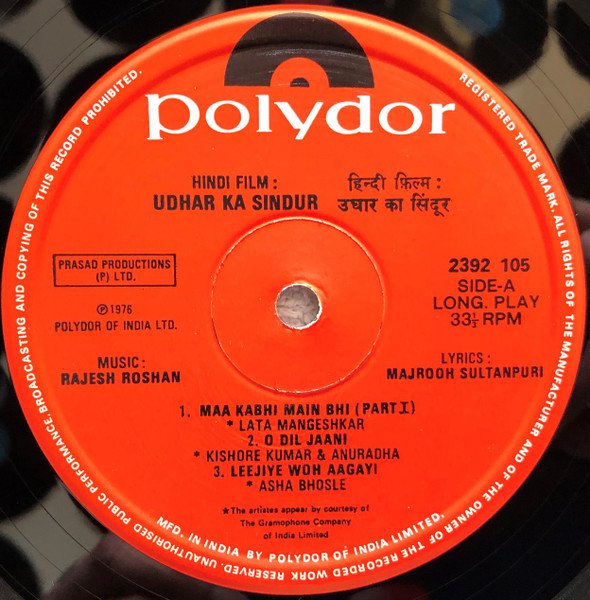 polydor
HINDI FILM :
UDHAR KA SINDUR
हिन्दी फ़िल्म :
उघार का सिंदूर
PRASAD PRODUCTIONS
(P) LTD.
℗ 1976
POLYDOR OF INDIA LTD.
2392 105
SIDE-A
LONG. PLAY
33⅓ RPM
MUSIC :
RAJESH ROSHAN
LYRICS :
MAJROOH SULTANPURI
1. MAA KABHI MAIN BHI (PART I)
* LATA MANGESHKAR
2. O DIL JAANI
* KISHORE KUMAR & ANURADHA
3. LEEJIYE WOH AAGAYI
* ASHA BHOSLE
★ The artistes appear by courtesy of
The Gramophone Company
of India Limited
MFD. IN INDIA BY POLYDOR OF INDIA LIMITED.
REGISTERED TRADE MARK. ALL RIGHTS OF THE MANUFACTURER AND OF THE OWNER OF THE RECORDED WORK RESERVED. UNAUTHORISED PUBLIC PERFORMANCE, BROADCASTING AND COPYING OF THIS RECORD PROHIBITED.